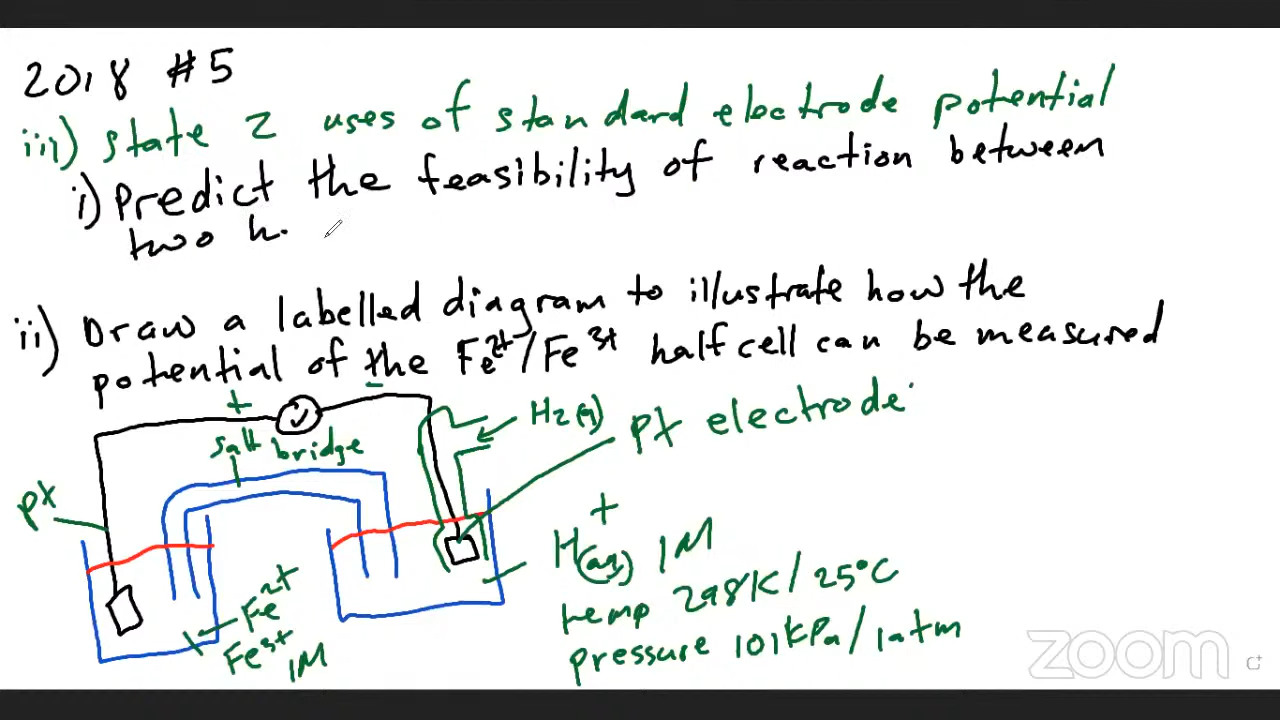 2018 #5
iii) state 2 uses of standard electrode potential
i) Predict the feasibility of reaction between
two h.
ii) Draw a labelled diagram to illustrate how the
potential of the Fe²⁺/Fe³⁺ half cell can be measured
+
-
V
H2(g)
pt electrode
salt bridge
pt
H⁺(aq) 1M
temp 298K/25°C
pressure 101kPa/1atm
Fe²⁺
Fe³⁺ 1M
zoom